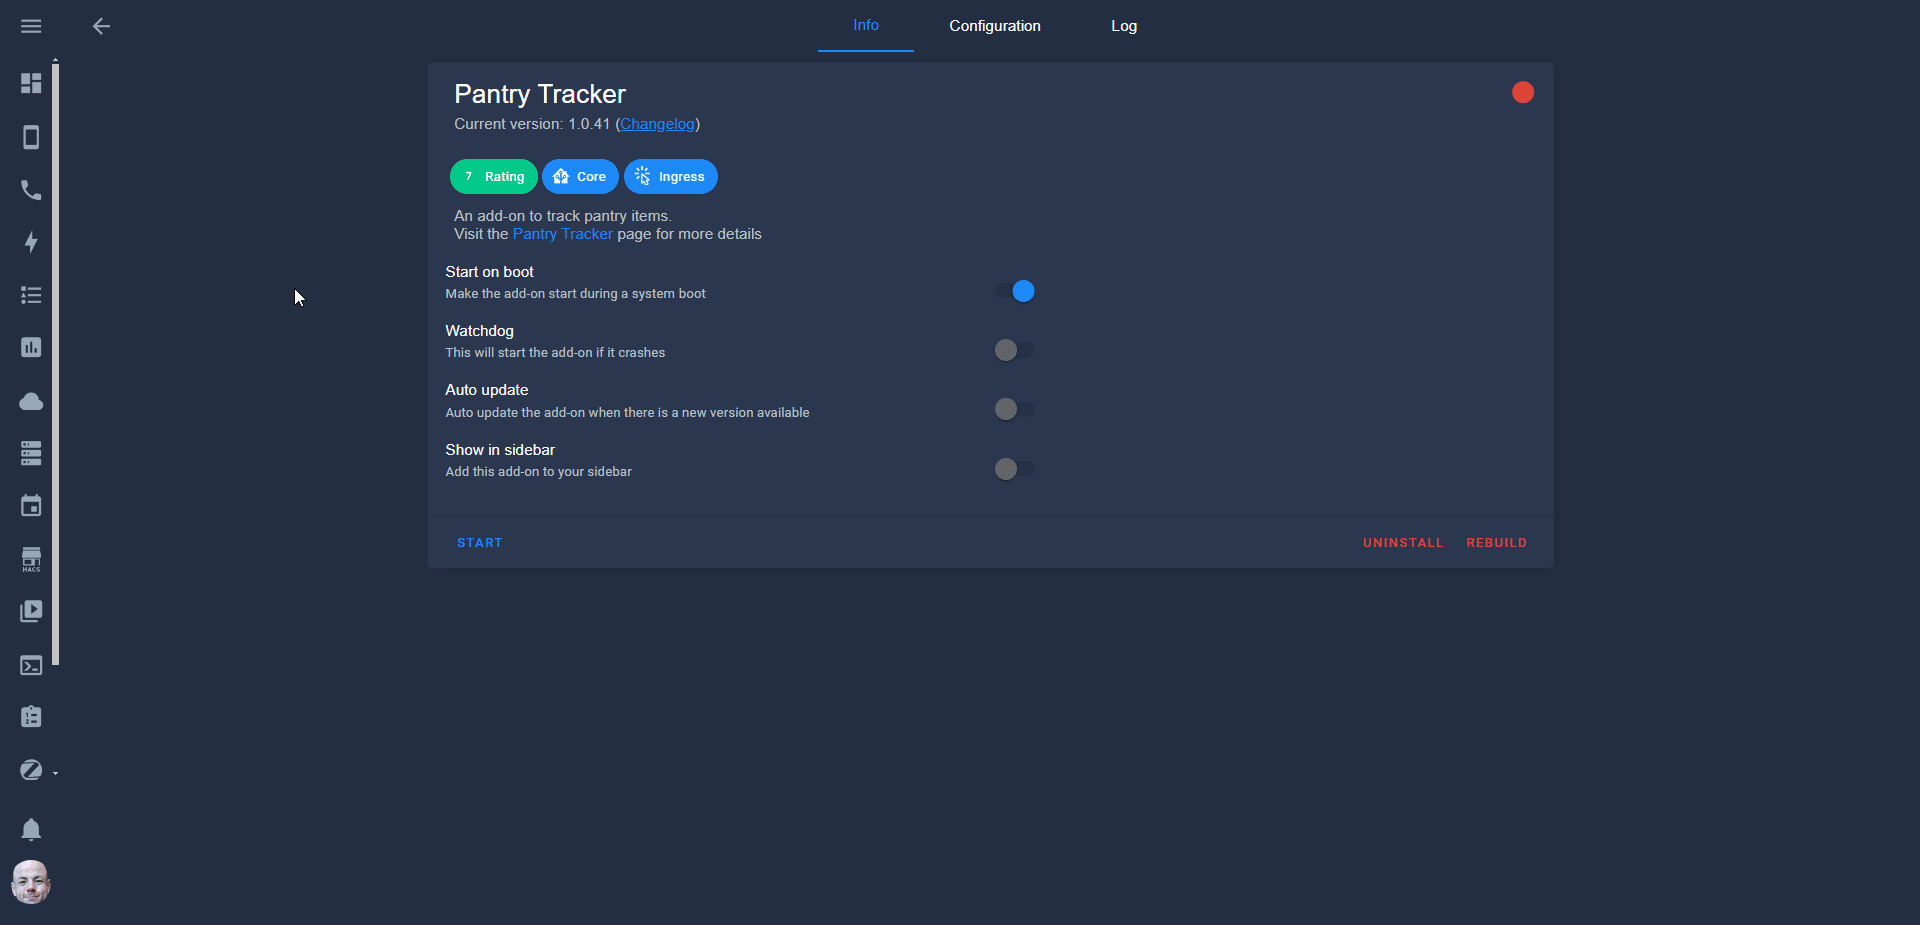 Info
Configuration
Log
Pantry Tracker
Current version: 1.0.41 (Changelog)
7 Rating
Core
Ingress
An add-on to track pantry items.
Visit the Pantry Tracker page for more details
Start on boot
Make the add-on start during a system boot
Watchdog
This will start the add-on if it crashes
Auto update
Auto update the add-on when there is a new version available
Show in sidebar
Add this add-on to your sidebar
START
UNINSTALL
REBUILD
HACS